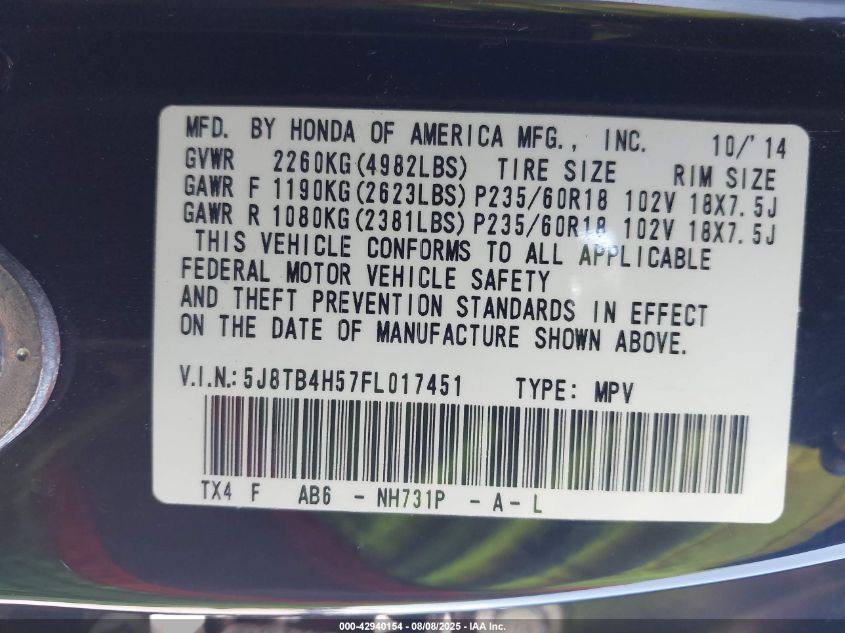 MFD. BY HONDA OF AMERICA MFG., INC. 10/'14
GVWR 2260KG(4982LBS) TIRE SIZE RIM SIZE
GAWR F 1190KG(2623LBS) P235/60R18 102V 18X7.5J
GAWR R 1080KG(2381LBS) P235/60R18 102V 18X7.5J
THIS VEHICLE CONFORMS TO ALL APPLICABLE
FEDERAL MOTOR VEHICLE SAFETY
AND THEFT PREVENTION STANDARDS IN EFFECT
ON THE DATE OF MANUFACTURE SHOWN ABOVE.
V.I.N.: 5J8TB4H57FL017451 TYPE: MPV
TX4 F AB6 - NH731P - A - L
000-42940154 - 08/08/2025 - IAA Inc.